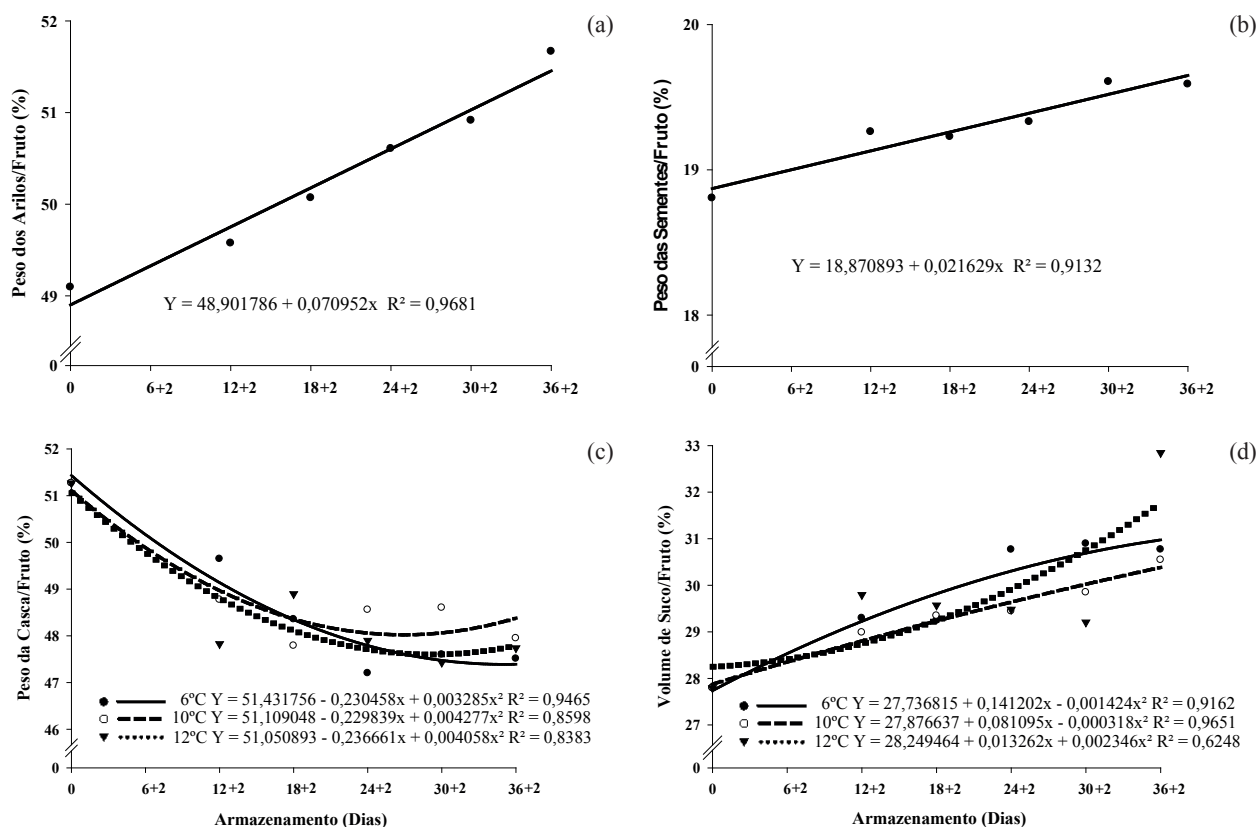 (a)
52
51
50
49
0
Peso dos Arilos/Fruto (%)
Y = 48,901786 + 0,070952x R² = 0,9681
0 6+2 12+2 18+2 24+2 30+2 36+2
(b)
20
19
18
0
Peso das Sementes/Fruto (%)
Y = 18,870893 + 0,021629x R² = 0,9132
0 6+2 12+2 18+2 24+2 30+2 36+2
(c)
52
51
50
49
48
47
46
0
Peso da Casca/Fruto (%)
6ºC Y = 51,431756 - 0,230458x + 0,003285x² R² = 0,9465
10ºC Y = 51,109048 - 0,229839x + 0,004277x² R² = 0,8598
12ºC Y = 51,050893 - 0,236661x + 0,004058x² R² = 0,8383
0 6+2 12+2 18+2 24+2 30+2 36+2
Armazenamento (Dias)
(d)
33
32
31
30
29
28
27
0
Volume de Suco/Fruto (%)
6ºC Y = 27,736815 + 0,141202x - 0,001424x² R² = 0,9162
10ºC Y = 27,876637 + 0,081095x - 0,000318x² R² = 0,9651
12ºC Y = 28,249464 + 0,013262x + 0,002346x² R² = 0,6248
0 6+2 12+2 18+2 24+2 30+2 36+2
Armazenamento (Dias)